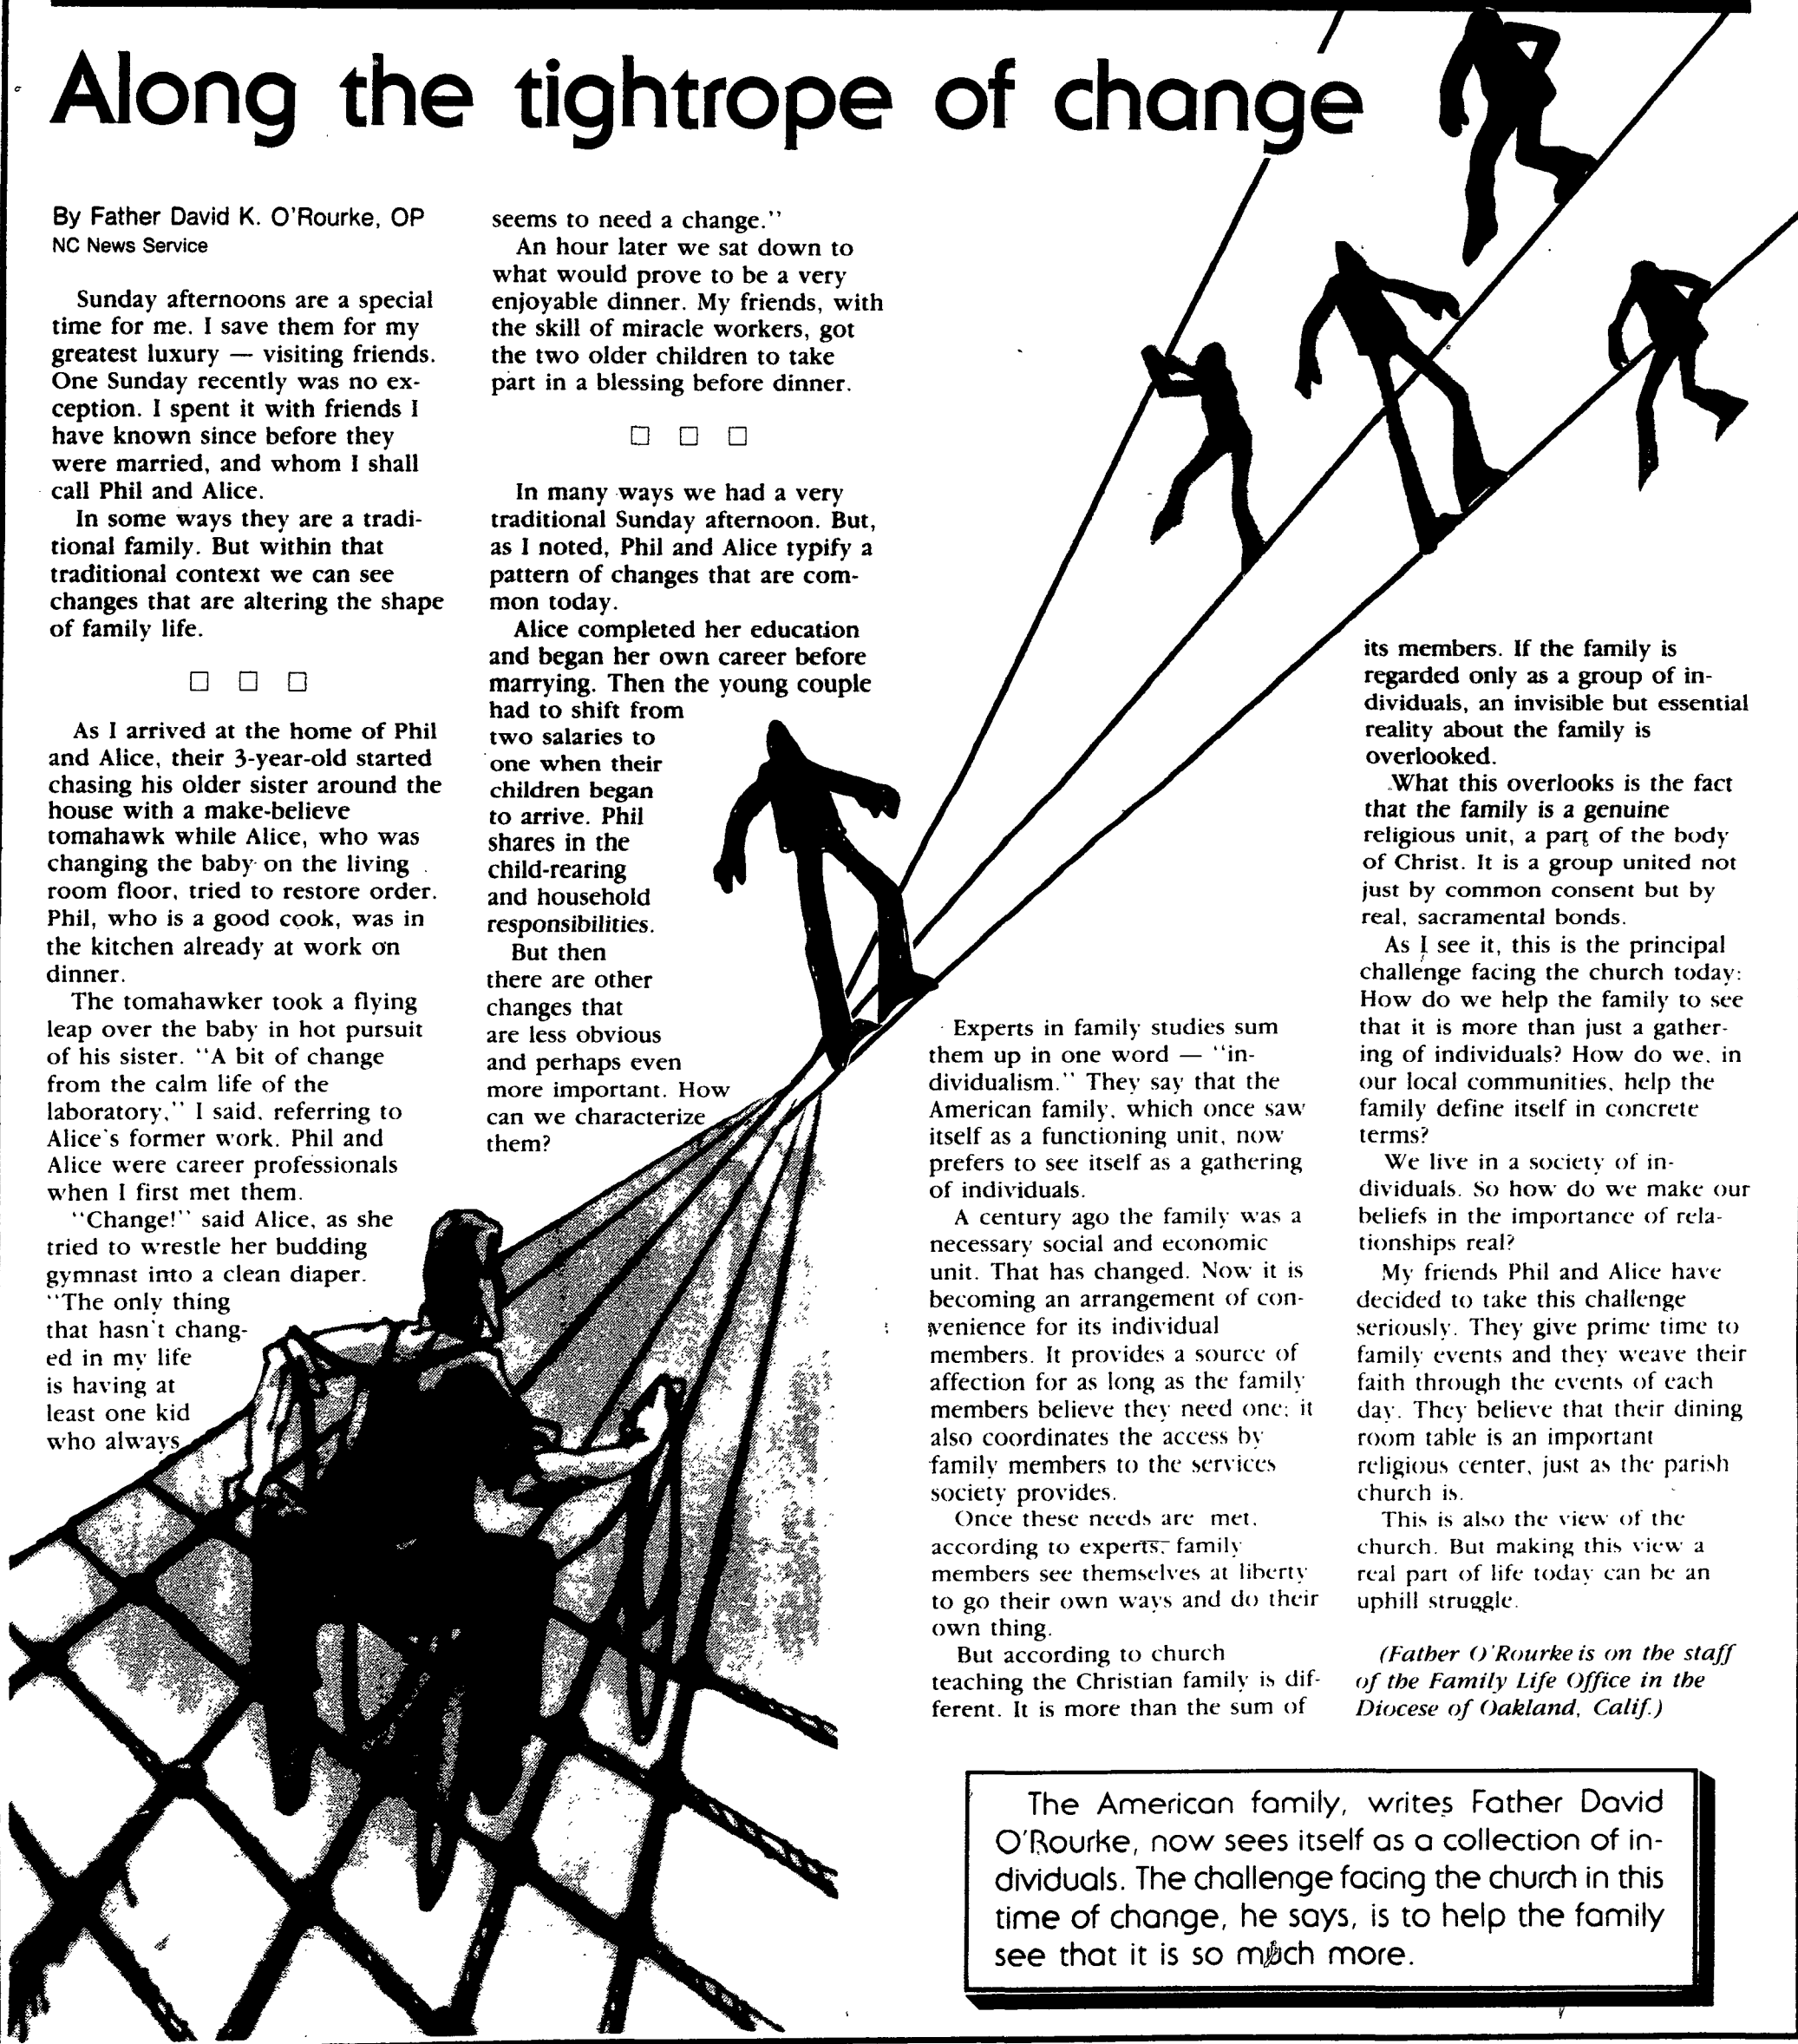 Along the tightrope of change
By Father David K. O'Rourke, OP
NC News Service
Sunday afternoons are a special
time for me. I save them for my
greatest luxury — visiting friends.
One Sunday recently was no ex-
ception. I spent it with friends I
have known since before they
were married, and whom I shall
call Phil and Alice.
In some ways they are a tradi-
tional family. But within that
traditional context we can see
changes that are altering the shape
of family life.
□ □ □
As I arrived at the home of Phil
and Alice, their 3-year-old started
chasing his older sister around the
house with a make-believe
tomahawk while Alice, who was
changing the baby on the living
room floor, tried to restore order.
Phil, who is a good cook, was in
the kitchen already at work on
dinner.
The tomahawker took a flying
leap over the baby in hot pursuit
of his sister. "A bit of change
from the calm life of the
laboratory," I said, referring to
Alice's former work. Phil and
Alice were career professionals
when I first met them.
"Change!" said Alice, as she
tried to wrestle her budding
gymnast into a clean diaper.
"The only thing
that hasn't chang-
ed in my life
is having at
least one kid
who always
seems to need a change."
An hour later we sat down to
what would prove to be a very
enjoyable dinner. My friends, with
the skill of miracle workers, got
the two older children to take
part in a blessing before dinner.
□ □ □
In many ways we had a very
traditional Sunday afternoon. But,
as I noted, Phil and Alice typify a
pattern of changes that are com-
mon today.
Alice completed her education
and began her own career before
marrying. Then the young couple
had to shift from
two salaries to
one when their
children began
to arrive. Phil
shares in the
child-rearing
and household
responsibilities.
But then
there are other
changes that
are less obvious
and perhaps even
more important. How
can we characterize
them?
Experts in family studies sum
them up in one word — "in-
dividualism." They say that the
American family, which once saw
itself as a functioning unit, now
prefers to see itself as a gathering
of individuals.
A century ago the family was a
necessary social and economic
unit. That has changed. Now it is
becoming an arrangement of con-
venience for its individual
members. It provides a source of
affection for as long as the family
members believe they need one; it
also coordinates the access by
family members to the services
society provides.
Once these needs are met,
according to experts, family
members see themselves at liberty
to go their own ways and do their
own thing.
But according to church
teaching the Christian family is dif-
ferent. It is more than the sum of
its members. If the family is
regarded only as a group of in-
dividuals, an invisible but essential
reality about the family is
overlooked.
What this overlooks is the fact
that the family is a genuine
religious unit, a part of the body
of Christ. It is a group united not
just by common consent but by
real, sacramental bonds.
As I see it, this is the principal
challenge facing the church today:
How do we help the family to see
that it is more than just a gather-
ing of individuals? How do we, in
our local communities, help the
family define itself in concrete
terms?
We live in a society of in-
dividuals. So how do we make our
beliefs in the importance of rela-
tionships real?
My friends Phil and Alice have
decided to take this challenge
seriously. They give prime time to
family events and they weave their
faith through the events of each
day. They believe that their dining
room table is an important
religious center, just as the parish
church is.
This is also the view of the
church. But making this view a
real part of life today can be an
uphill struggle.
(Father O'Rourke is on the staff
of the Family Life Office in the
Diocese of Oakland, Calif.)
The American family, writes Father David
O'Rourke, now sees itself as a collection of in-
dividuals. The challenge facing the church in this
time of change, he says, is to help the family
see that it is so much more.